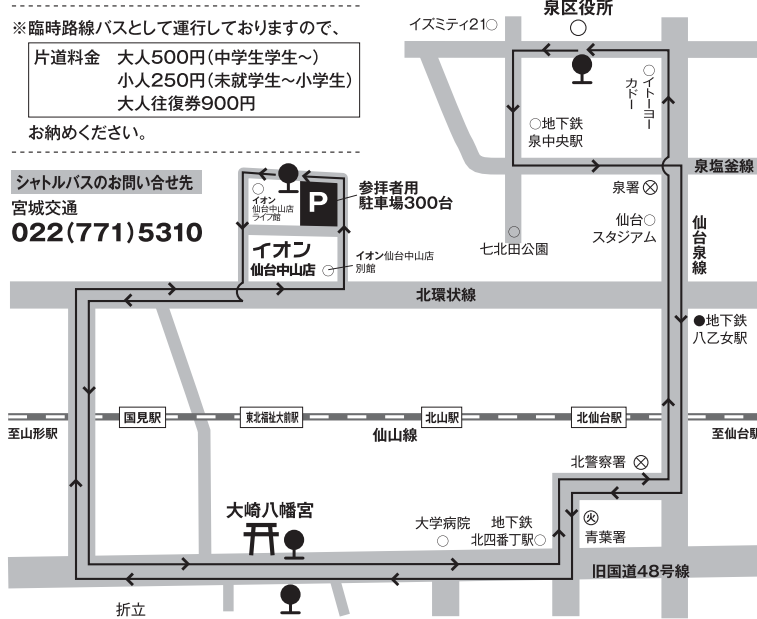 ※臨時路線バスとして運行しておりますので、
片道料金 大人500円(中学生学生〜)
小人250円(未就学生〜小学生)
大人往復券900円
お納めください。
シャトルバスのお問い合せ先
宮城交通
022(771)5310
イズミティ21○
泉区役所
イトーヨー
カドー
○地下鉄
泉中央駅
泉塩釜線
泉署
仙台○
スタジアム
七北田公園
仙台泉線
イオン
仙台中山店
ライフ館
P
参拝者用
駐車場300台
イオン
仙台中山店
イオン仙台中山店
別館
北環状線
●地下鉄
八乙女駅
国見駅
東北福祉大前駅
北山駅
北仙台駅
至山形駅
仙山線
至仙台駅
北警察署
大崎八幡宮
大学病院
地下鉄
北四番丁駅○
火
青葉署
旧国道48号線
折立